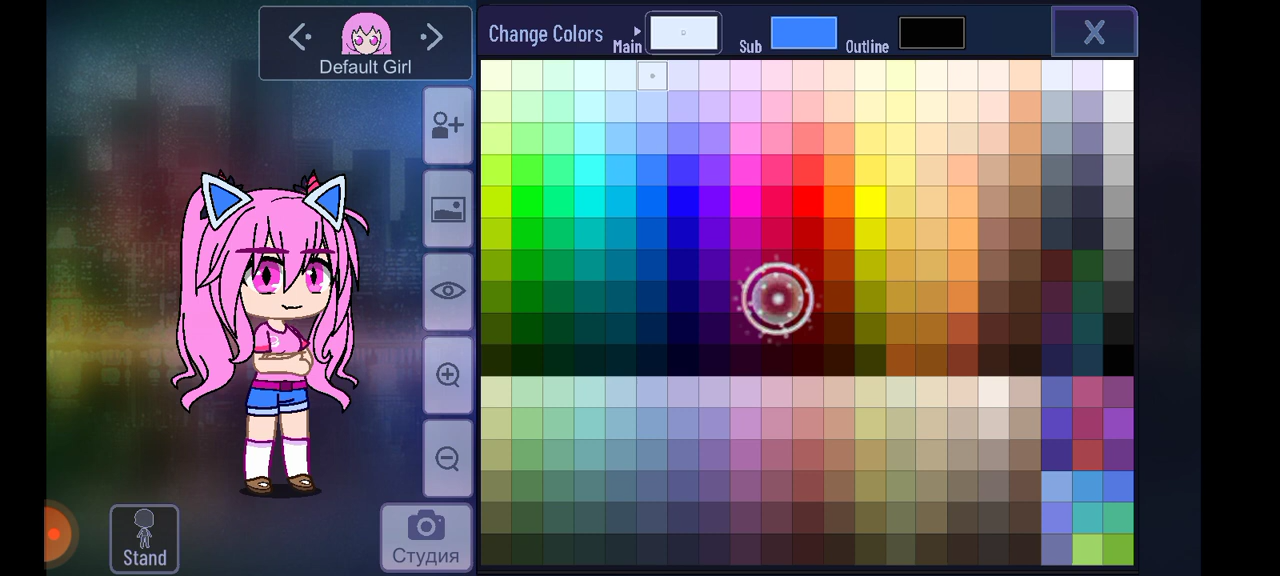 Default Girl
Change Colors
Main
Sub
Outline
X
Stand
Студия